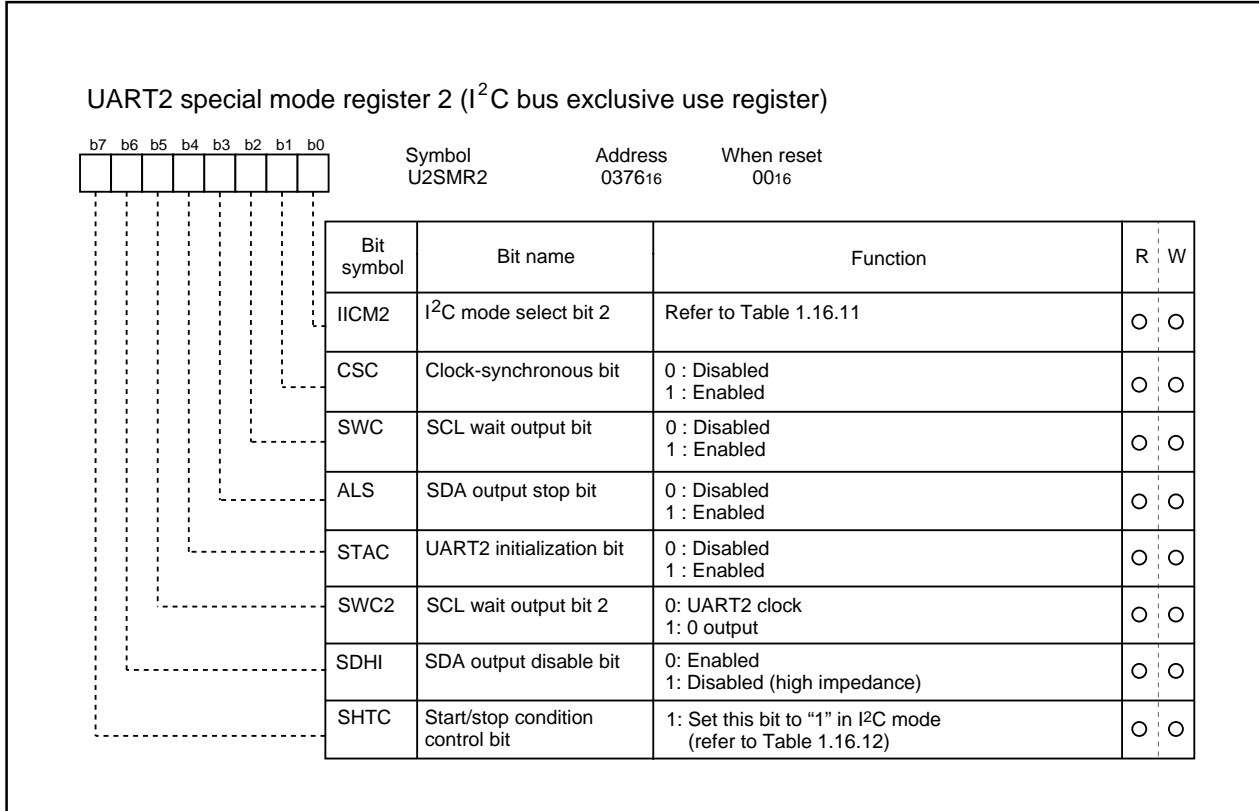 UART2 special mode register 2 (I²C bus exclusive use register)
b7 b6 b5 b4 b3 b2 b1 b0
Symbol Address When reset
U2SMR2 037616 0016
Bit symbol Bit name Function R W
IICM2 I²C mode select bit 2 Refer to Table 1.16.11 O O
CSC Clock-synchronous bit 0 : Disabled
1 : Enabled O O
SWC SCL wait output bit 0 : Disabled
1 : Enabled O O
ALS SDA output stop bit 0 : Disabled
1 : Enabled O O
STAC UART2 initialization bit 0 : Disabled
1 : Enabled O O
SWC2 SCL wait output bit 2 0: UART2 clock
1: 0 output O O
SDHI SDA output disable bit 0: Enabled
1: Disabled (high impedance) O O
SHTC Start/stop condition control bit 1: Set this bit to “1” in I²C mode
(refer to Table 1.16.12) O O